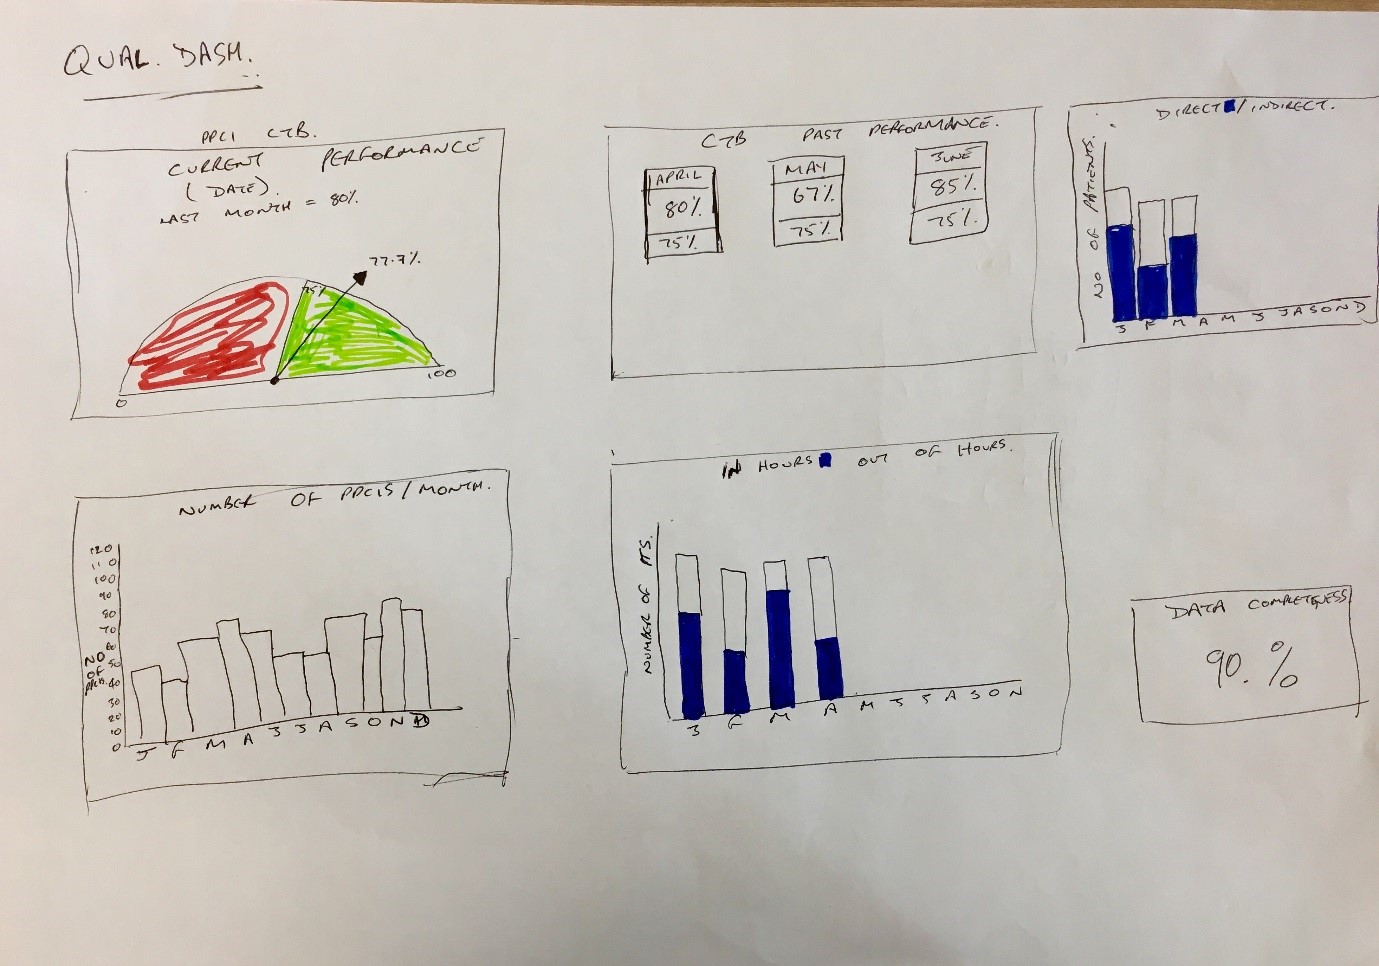 QUAL. DASH.
PPCI CTB.
CURRENT PERFORMANCE
(DATE).
LAST MONTH = 80%.
77.7%.
75%
0
100
CTB PAST PERFORMANCE.
APRIL
80%.
75%.
MAY
67%
75%.
JUNE
85%
75%.
DIRECT / INDIRECT.
NO OF PATIENTS.
J F M A M J J A S O N D
NUMBER OF PPCIS / MONTH.
120
110
100
90
80
70
60
50
40
30
20
10
0
NO
OF
PPCIS.
J F M A J J A S O N D
IN HOURS OUT OF HOURS.
NUMBER OF PTS.
J F M A M J J A S O N
DATA COMPLETENESS
90.%